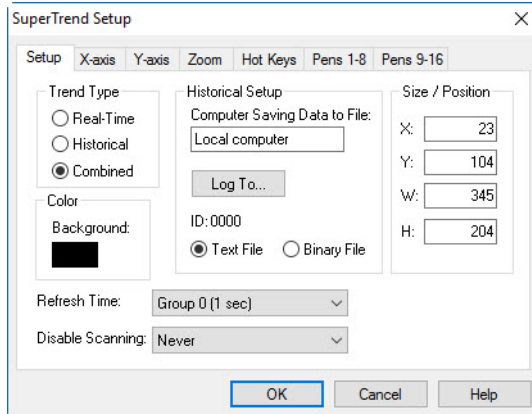 SuperTrend Setup
Setup X-axis Y-axis Zoom Hot Keys Pens 1-8 Pens 9-16
Trend Type
Real-Time
Historical
Combined
Color
Background:
Historical Setup
Computer Saving Data to File:
Local computer
Log To...
ID:0000
Text File Binary File
Size / Position
X: 23
Y: 104
W: 345
H: 204
Refresh Time: Group 0 (1 sec)
Disable Scanning: Never
OK Cancel Help